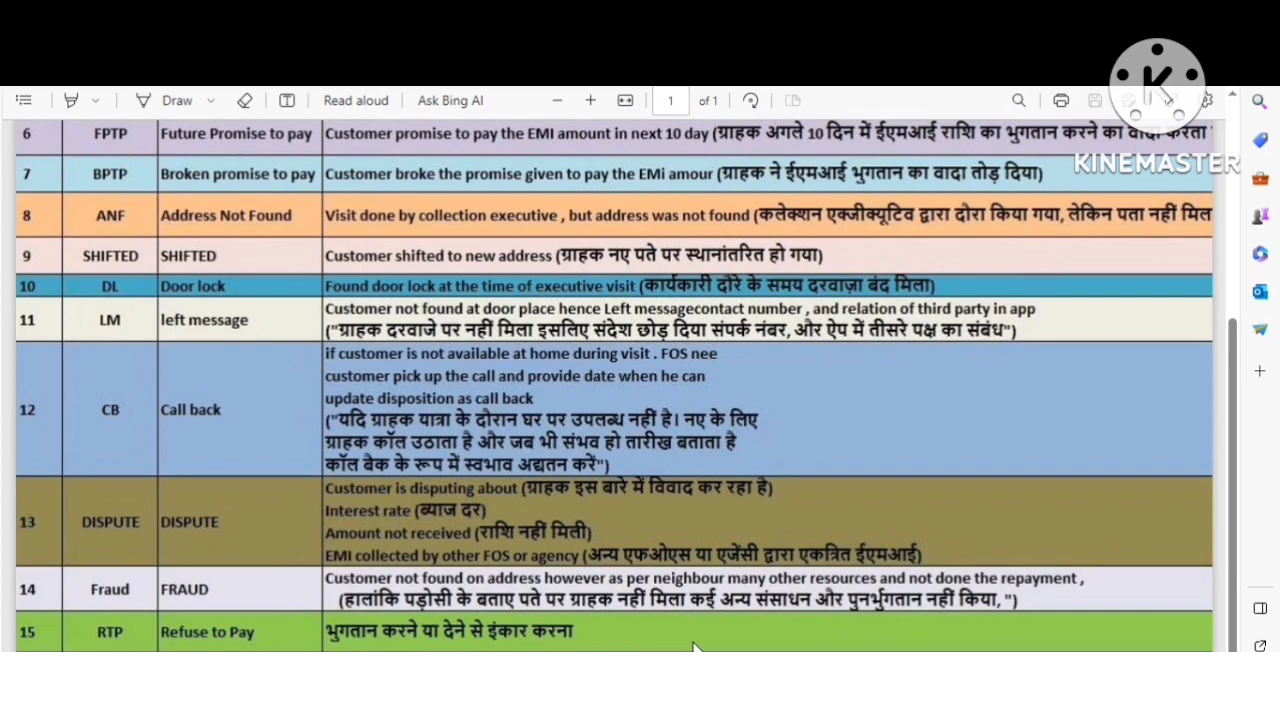 Draw
Read aloud
Ask Bing AI
1
of 1
KINEMASTER
6 FPTP Future Promise to pay Customer promise to pay the EMI amount in next 10 day (ग्राहक अगले 10 दिन में ईएमआई राशि का भुगतान करने का वादा करता
7 BPTP Broken promise to pay Customer broke the promise given to pay the EMi amour (ग्राहक ने ईएमआई भुगतान का वादा तोड़ दिया)
8 ANF Address Not Found Visit done by collection executive , but address was not found (कलेक्शन एक्जीक्यूटिव द्वारा दौरा किया गया, लेकिन पता नहीं मिल
9 SHIFTED SHIFTED Customer shifted to new address (ग्राहक नए पते पर स्थानांतरित हो गया)
10 DL Door lock Found door lock at the time of executive visit (कार्यकारी दौरे के समय दरवाज़ा बंद मिला)
11 LM left message Customer not found at door place hence Left messagecontact number , and relation of third party in app
("ग्राहक दरवाजे पर नहीं मिला इसलिए संदेश छोड़ दिया संपर्क नंबर, और ऐप में तीसरे पक्ष का संबंध")
12 CB Call back if customer is not available at home during visit . FOS nee
customer pick up the call and provide date when he can
update disposition as call back
("यदि ग्राहक यात्रा के दौरान घर पर उपलब्ध नहीं है। नए के लिए
ग्राहक कॉल उठाता है और जब भी संभव हो तारीख बताता है
कॉल बैक के रूप में स्वभाव अद्यतन करें")
13 DISPUTE DISPUTE Customer is disputing about (ग्राहक इस बारे में विवाद कर रहा है)
Interest rate (ब्याज दर)
Amount not received (राशि नहीं मिली)
EMI collected by other FOS or agency (अन्य एफओएस या एजेंसी द्वारा एकत्रित ईएमआई)
14 Fraud FRAUD Customer not found on address however as per neighbour many other resources and not done the repayment ,
(हालांकि पड़ोसी के बताए पते पर ग्राहक नहीं मिला कई अन्य संसाधन और पुनर्भुगतान नहीं किया, ")
15 RTP Refuse to Pay भुगतान करने या देने से इंकार करना